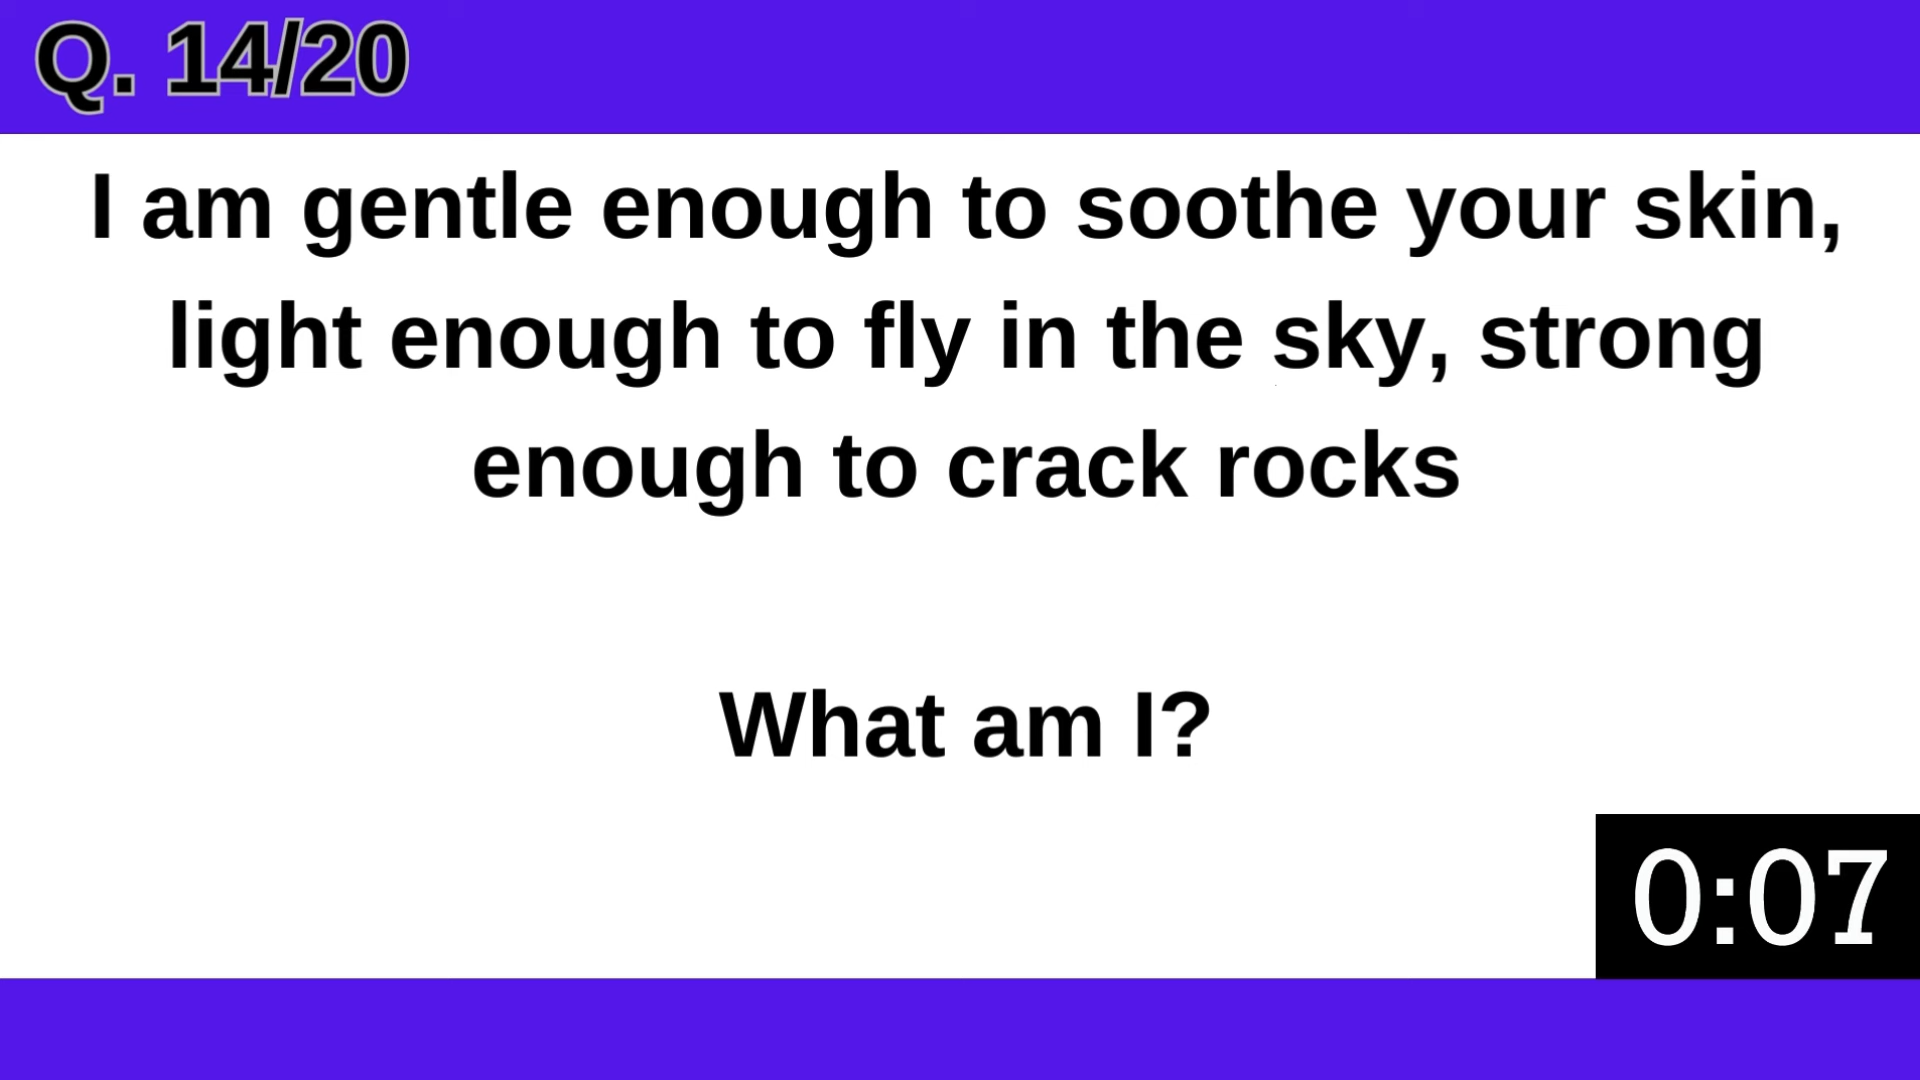 Q. 14/20
I am gentle enough to soothe your skin,
light enough to fly in the sky, strong
enough to crack rocks
What am I?
0:07